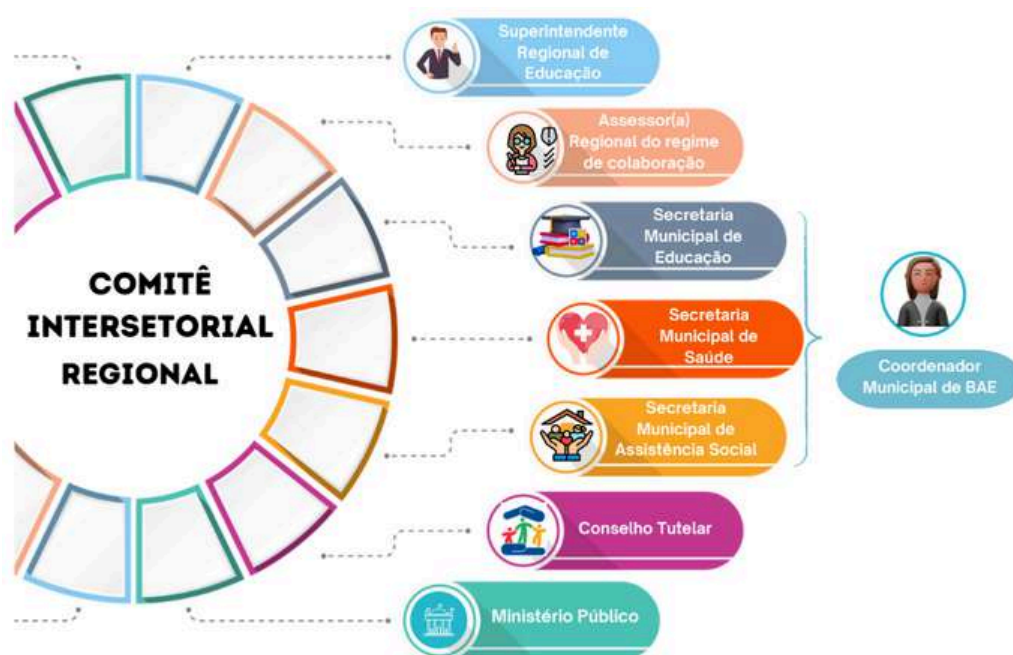 COMITÊ
INTERSETORIAL
REGIONAL
Superintendente
Regional de
Educação
Assessor(a)
Regional do regime
de colaboração
Secretaria
Municipal de
Educação
Secretaria
Municipal de
Saúde
Secretaria
Municipal de
Assistência Social
Conselho Tutelar
Ministério Público
Coordenador
Municipal de BAE